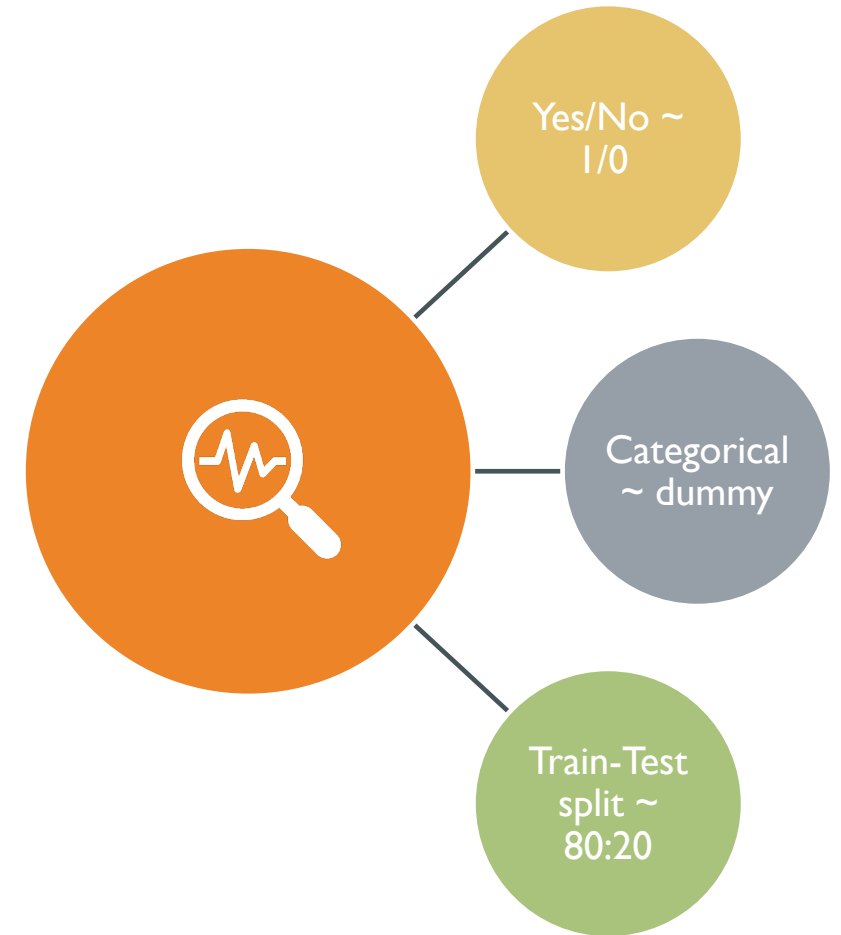 Yes/No ~
1/0
Categorical
~ dummy
Train-Test
split ~
80:20